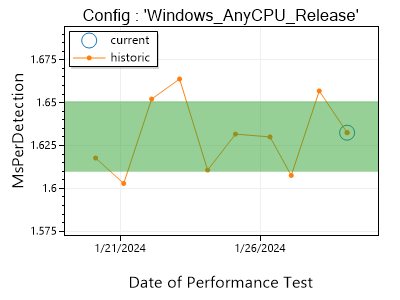 Config : 'Windows_AnyCPU_Release'
current
historic
1.675
1.65
1.625
1.6
1.575
MsPerDetection
1/21/2024
1/26/2024
Date of Performance Test